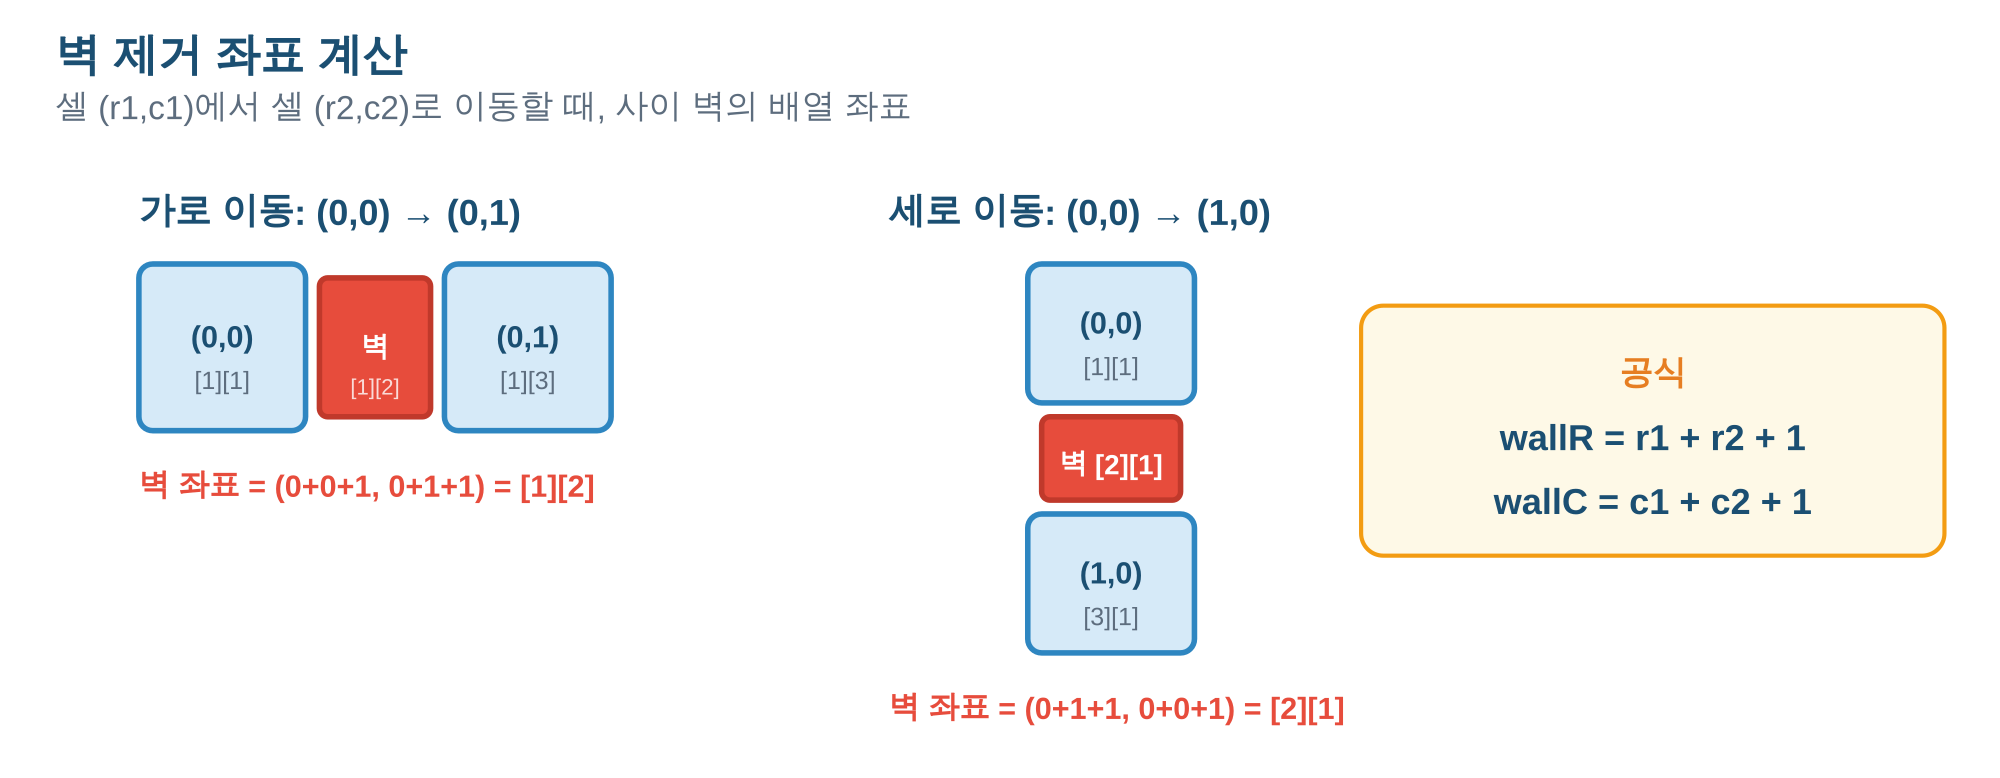 벽 제거 좌표 계산
셀 (r1,c1)에서 셀 (r2,c2)로 이동할 때, 사이 벽의 배열 좌표
가로 이동: (0,0) → (0,1)
(0,0)
[1][1]
벽
[1][2]
(0,1)
[1][3]
벽 좌표 = (0+0+1, 0+1+1) = [1][2]
세로 이동: (0,0) → (1,0)
(0,0)
[1][1]
벽 [2][1]
(1,0)
[3][1]
벽 좌표 = (0+1+1, 0+0+1) = [2][1]
공식
wallR = r1 + r2 + 1
wallC = c1 + c2 + 1